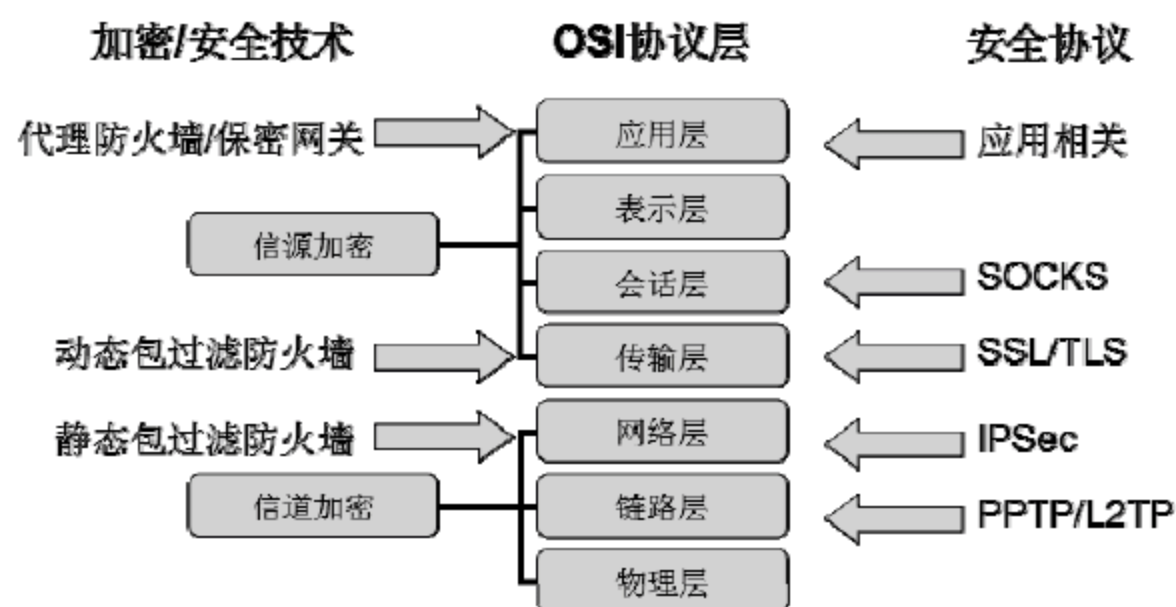 加密/安全技术
OSI协议层
安全协议
代理防火墙/保密网关
应用层
应用相关
表示层
信源加密
会话层
SOCKS
动态包过滤防火墙
传输层
SSL/TLS
静态包过滤防火墙
网络层
IPSec
信道加密
链路层
PPTP/L2TP
物理层